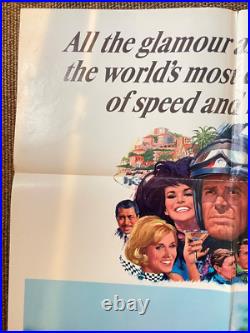 All the glamour a
the world's most
of speed and